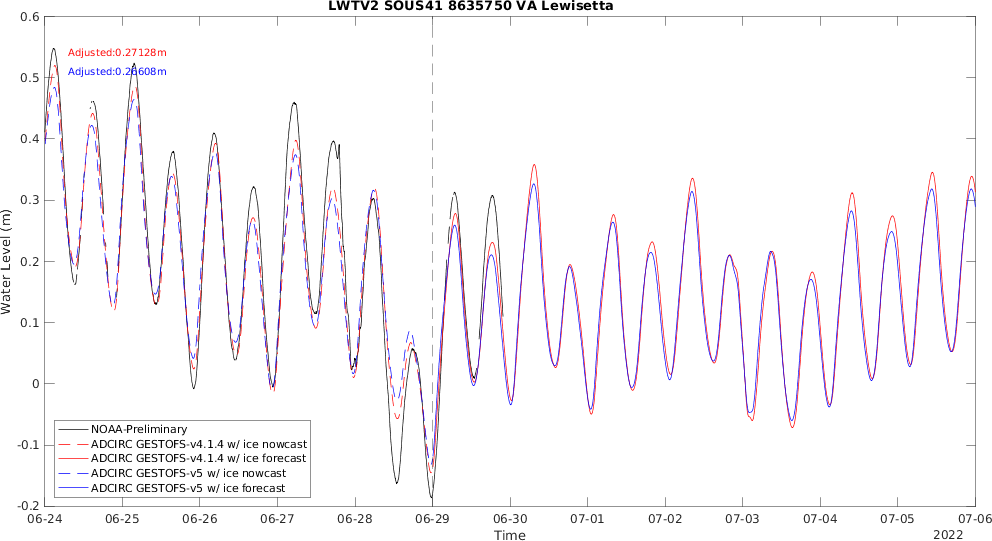 LWTV2 SOUS41 8635750 VA Lewisetta
Adjusted:0.27128m
Adjusted:0.26608m
Water Level (m)
0.6
0.5
0.4
0.3
0.2
0.1
0
-0.1
-0.2
NOAA-Preliminary
ADCIRC GESTOFS-v4.1.4 w/ ice nowcast
ADCIRC GESTOFS-v4.1.4 w/ ice forecast
ADCIRC GESTOFS-v5 w/ ice nowcast
ADCIRC GESTOFS-v5 w/ ice forecast
06-24 06-25 06-26 06-27 06-28 06-29 06-30 07-01 07-02 07-03 07-04 07-05 07-06
Time
2022